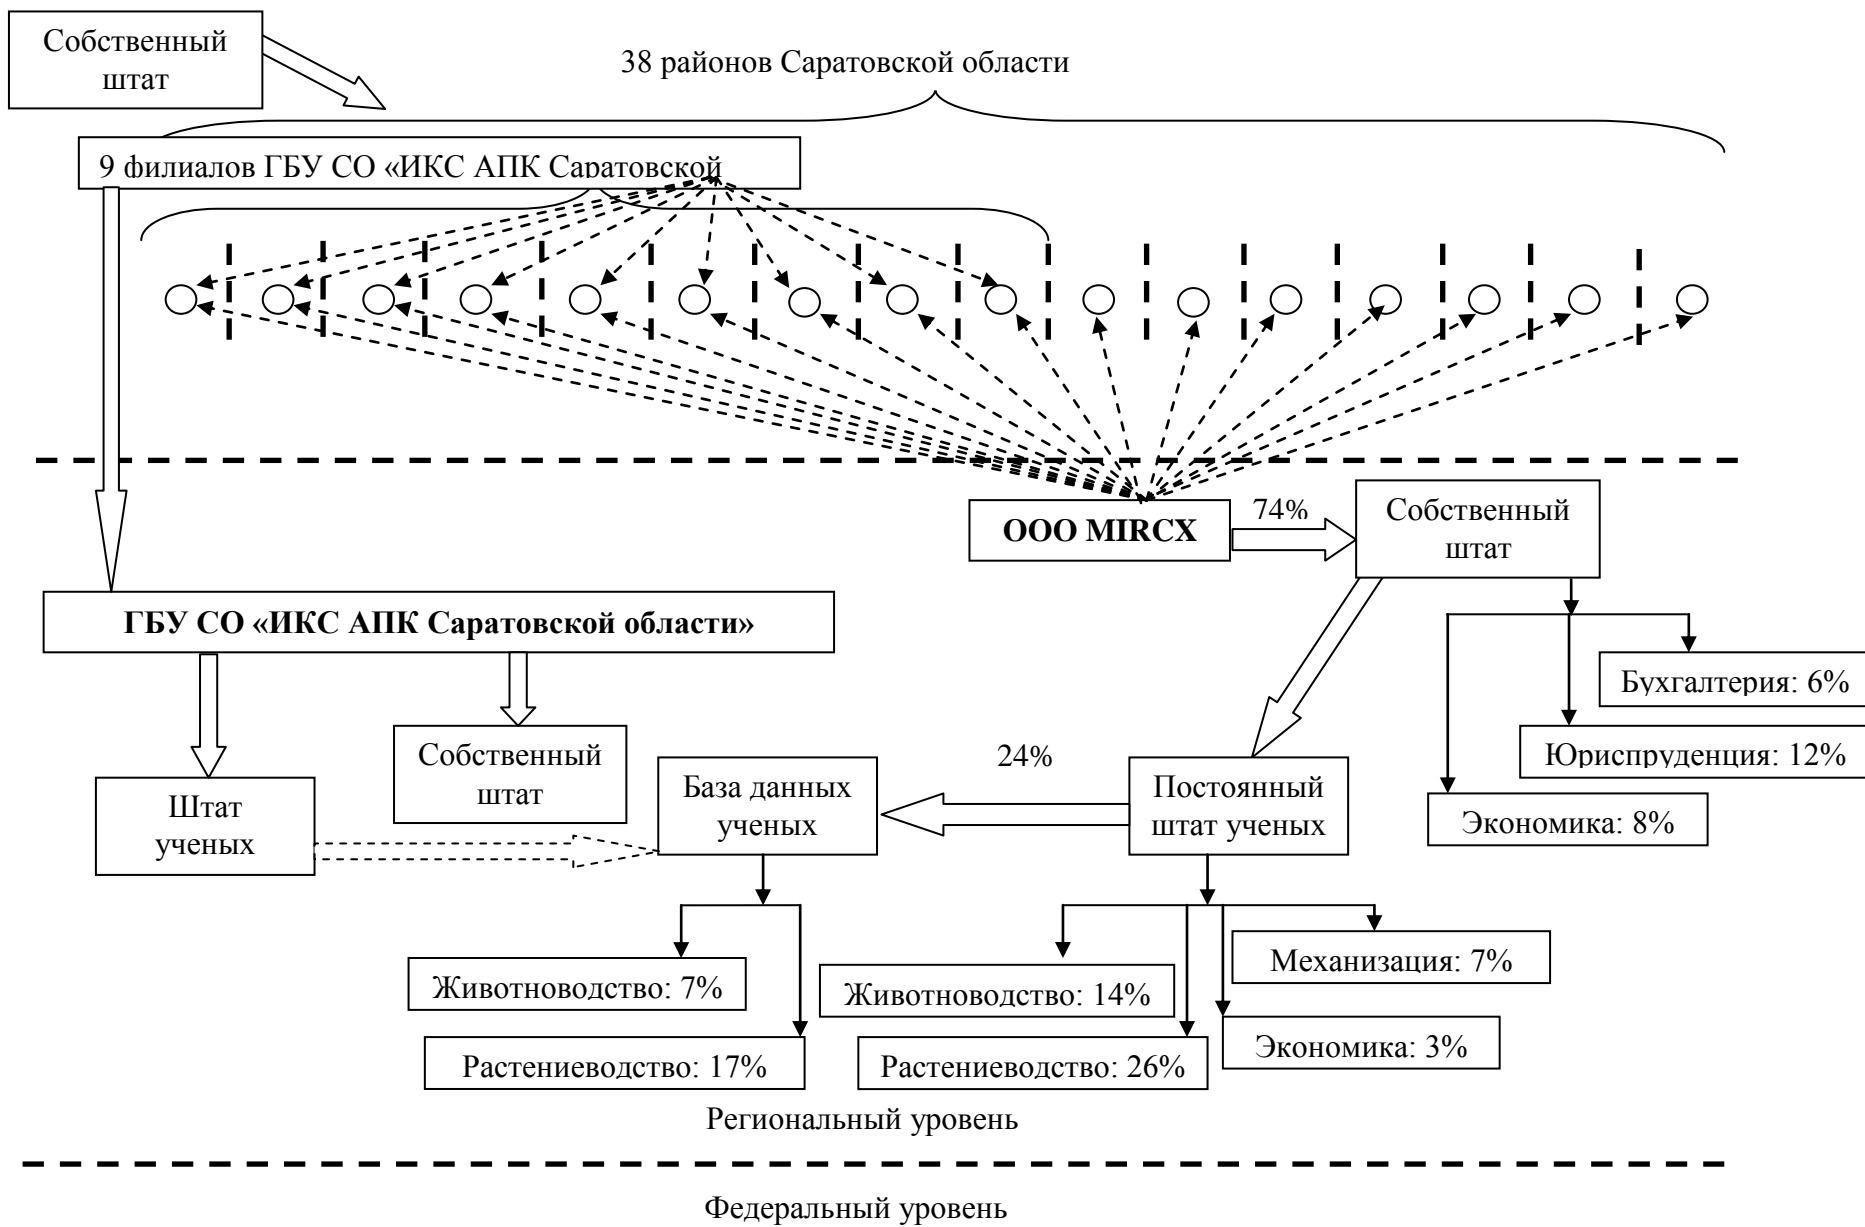 Собственный
штат
38 районов Саратовской области
9 филиалов ГБУ СО «ИКС АПК Саратовской
ООО MIRCX
74%
Собственный
штат
ГБУ СО «ИКС АПК Саратовской области»
Бухгалтерия: 6%
Юриспруденция: 12%
Экономика: 8%
Собственный
штат
Штат
ученых
База данных
ученых
24%
Постоянный
штат ученых
Животноводство: 7%
Растениеводство: 17%
Животноводство: 14%
Растениеводство: 26%
Механизация: 7%
Экономика: 3%
Региональный уровень
Федеральный уровень